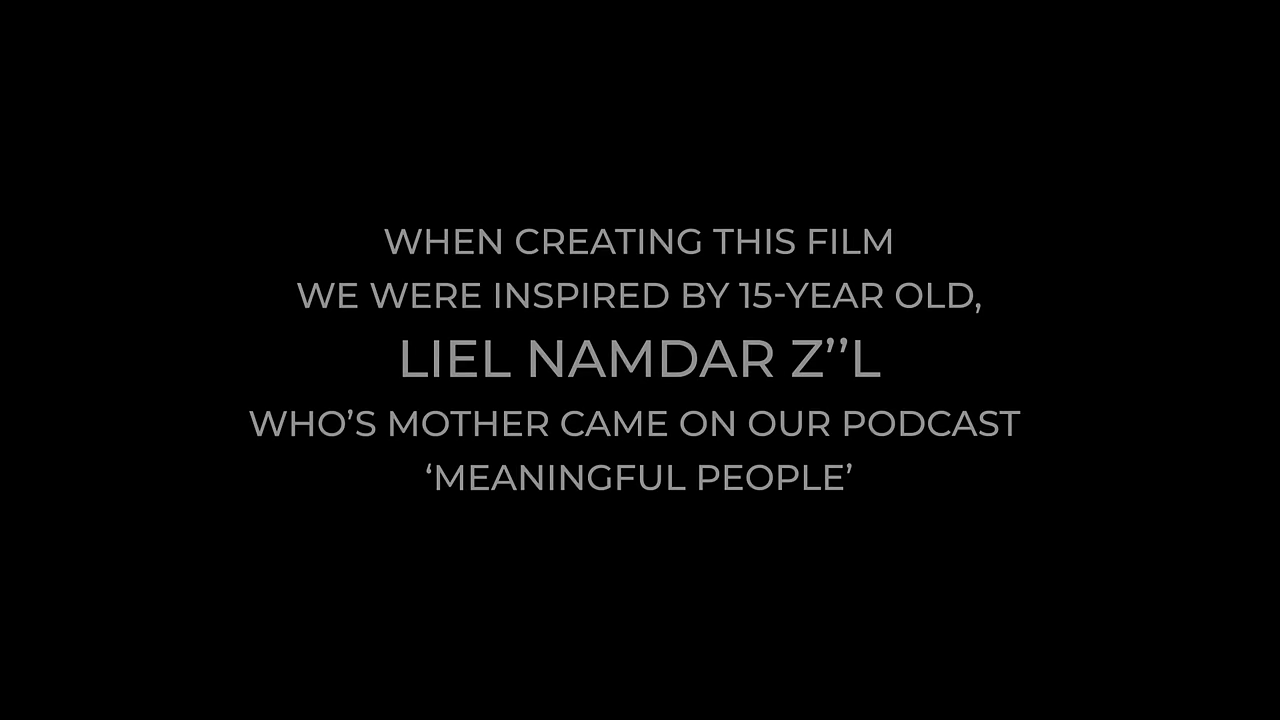 WHEN CREATING THIS FILM
WE WERE INSPIRED BY 15-YEAR OLD,
LIEL NAMDAR Z’’L
WHO’S MOTHER CAME ON OUR PODCAST
‘MEANINGFUL PEOPLE’